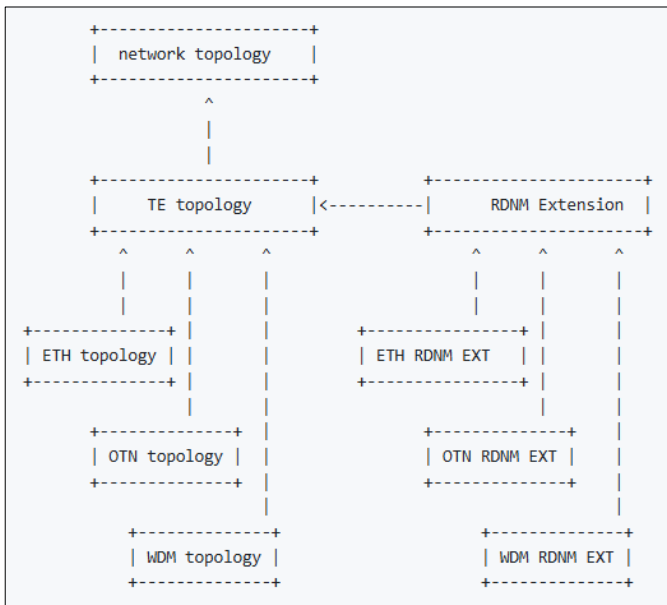 network topology
TE topology RDNM Extension
ETH topology ETH RDNM EXT
OTN topology OTN RDNM EXT
WDM topology WDM RDNM EXT